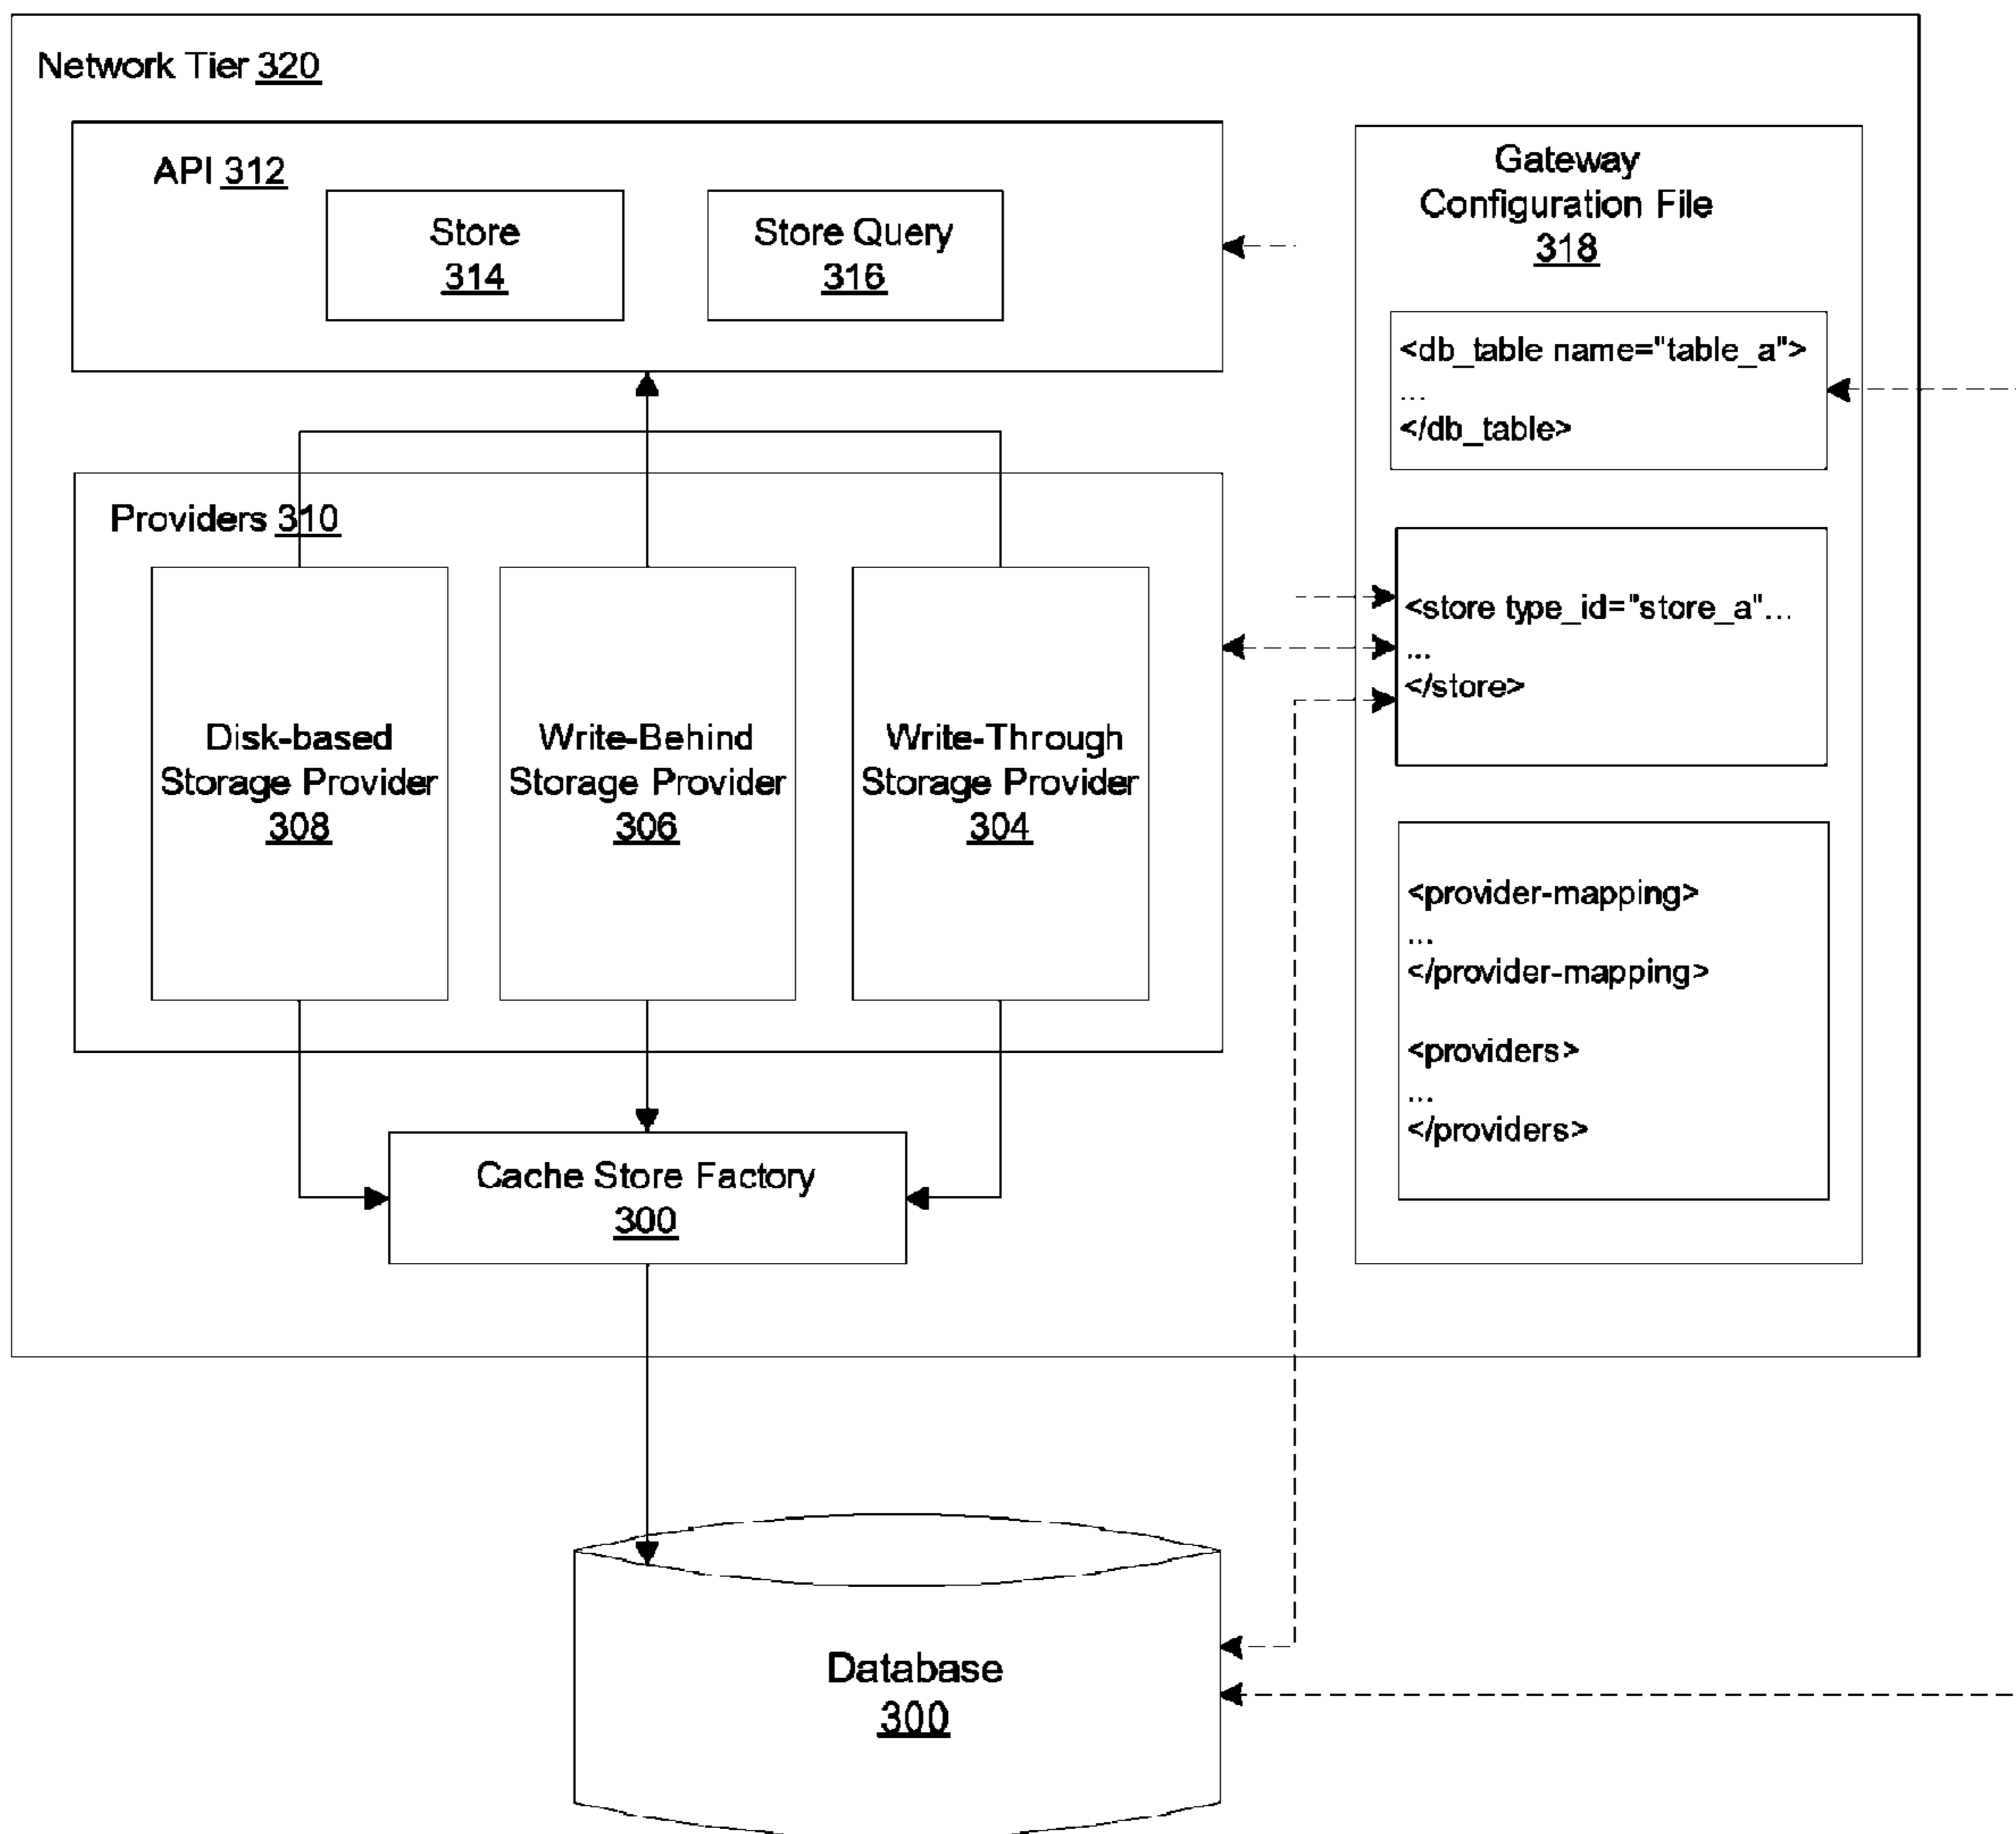 Network Tier 320
API 312
Store
314
Store Query
316
Providers 310
Disk-based
Storage Provider
308
Write-Behind
Storage Provider
306
Write-Through
Storage Provider
304
Cache Store Factory
300
Database
300
Gateway
Configuration File
318
<db_table name="table_a">
...
</db_table>
<store type_id="store_a"...
...
</store>
<provider-mapping>
...
</provider-mapping>
<providers>
...
</providers>